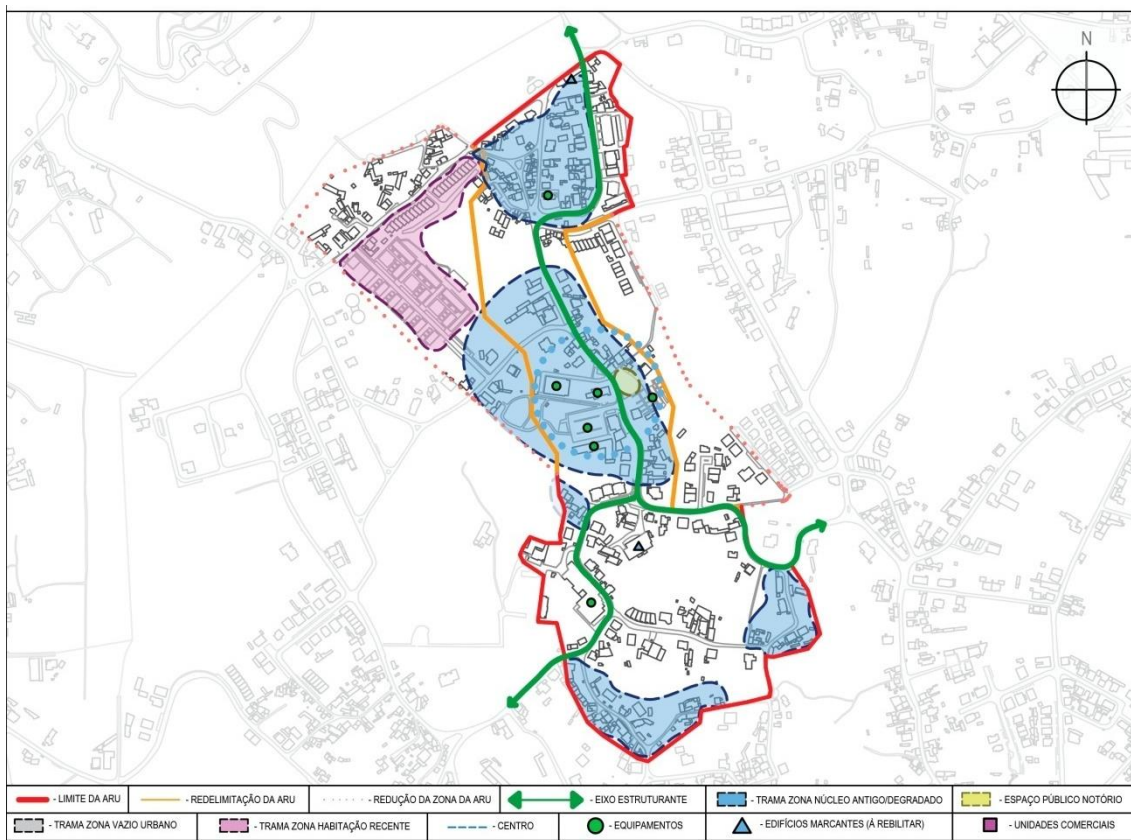 N
- LIMITE DA ARU - REDELIMITAÇÃO DA ARU - REDUÇÃO DA ZONA DA ARU - EIXO ESTRUTURANTE - TRAMA ZONA NÚCLEO ANTIGO/DEGRADADO - ESPAÇO PÚBLICO NOTÓRIO
- TRAMA ZONA VAZIO URBANO - TRAMA ZONA HABITAÇÃO RECENTE - CENTRO - EQUIPAMENTOS - EDIFÍCIOS MARCANTES (Á REBILITAR) - UNIDADES COMERCIAIS